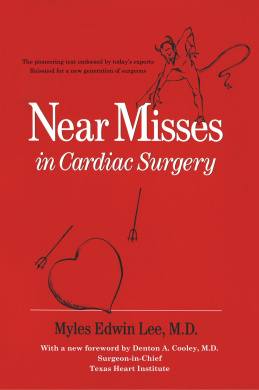 The pioneering text endorsed by today's experts
Reissued for a new generation of surgeons
Near Misses
in Cardiac Surgery
Myles Edwin Lee, M.D.
With a new foreword by Denton A. Cooley, M.D.
Surgeon-in-Chief
Texas Heart Institute